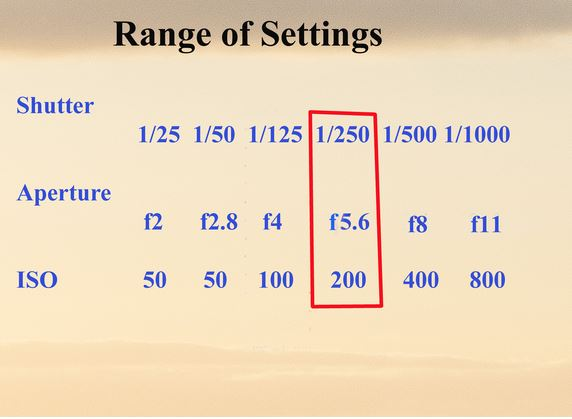 Range of Settings
Shutter
1/25 1/50 1/125 1/250 1/500 1/1000
Aperture
f2 f2.8 f4 f5.6 f8 f11
ISO 50 50 100 200 400 800